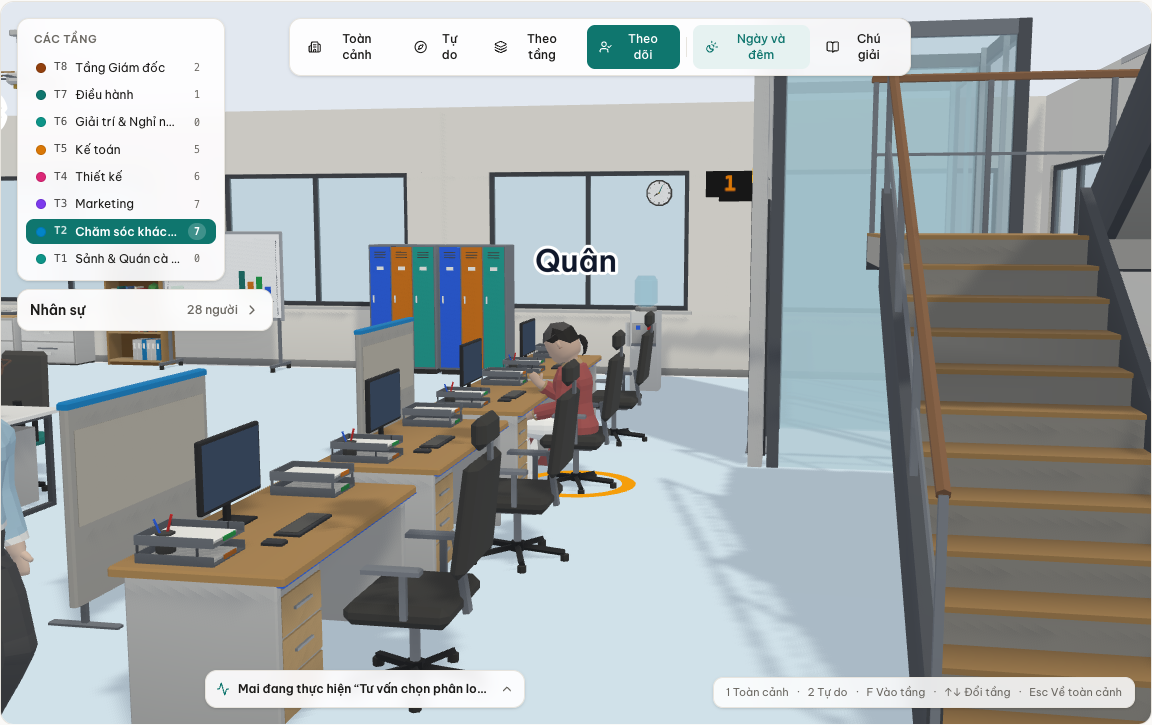 CÁC TẦNG
T8 Tầng Giám đốc 2
T7 Điều hành 1
T6 Giải trí & Nghỉ n... 0
T5 Kế toán 5
T4 Thiết kế 6
T3 Marketing 7
T2 Chăm sóc khác... 7
T1 Sảnh & Quán cà ... 0
Nhân sự 28 người
Toàn cảnh
Tự do
Theo tầng
Theo dõi
Ngày và đêm
Chú giải
1
Quân
Mai đang thực hiện “Tư vấn chọn phân lo...
1 Toàn cảnh · 2 Tự do · F Vào tầng · ↑↓ Đổi tầng · Esc Về toàn cảnh